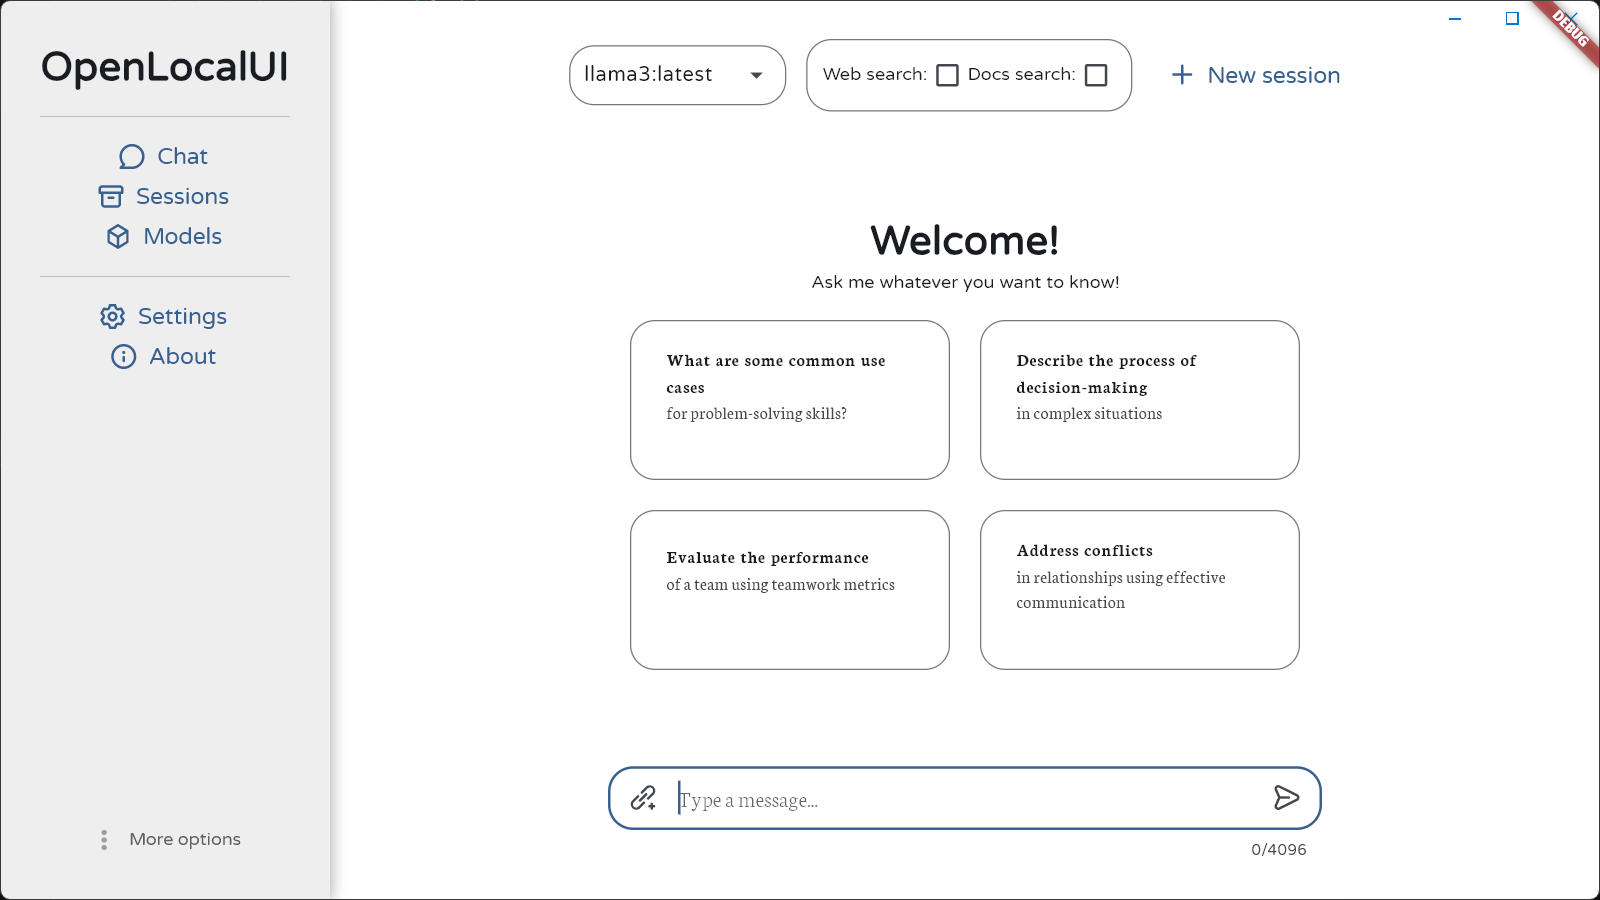 OpenLocalUI
Chat
Sessions
Models
Settings
About
More options
llama3:latest
Web search:
Docs search:
New session
DEBUG
Welcome!
Ask me whatever you want to know!
What are some common use
cases
for problem-solving skills?
Describe the process of
decision-making
in complex situations
Evaluate the performance
of a team using teamwork metrics
Address conflicts
in relationships using effective
communication
Type a message...
0/4096